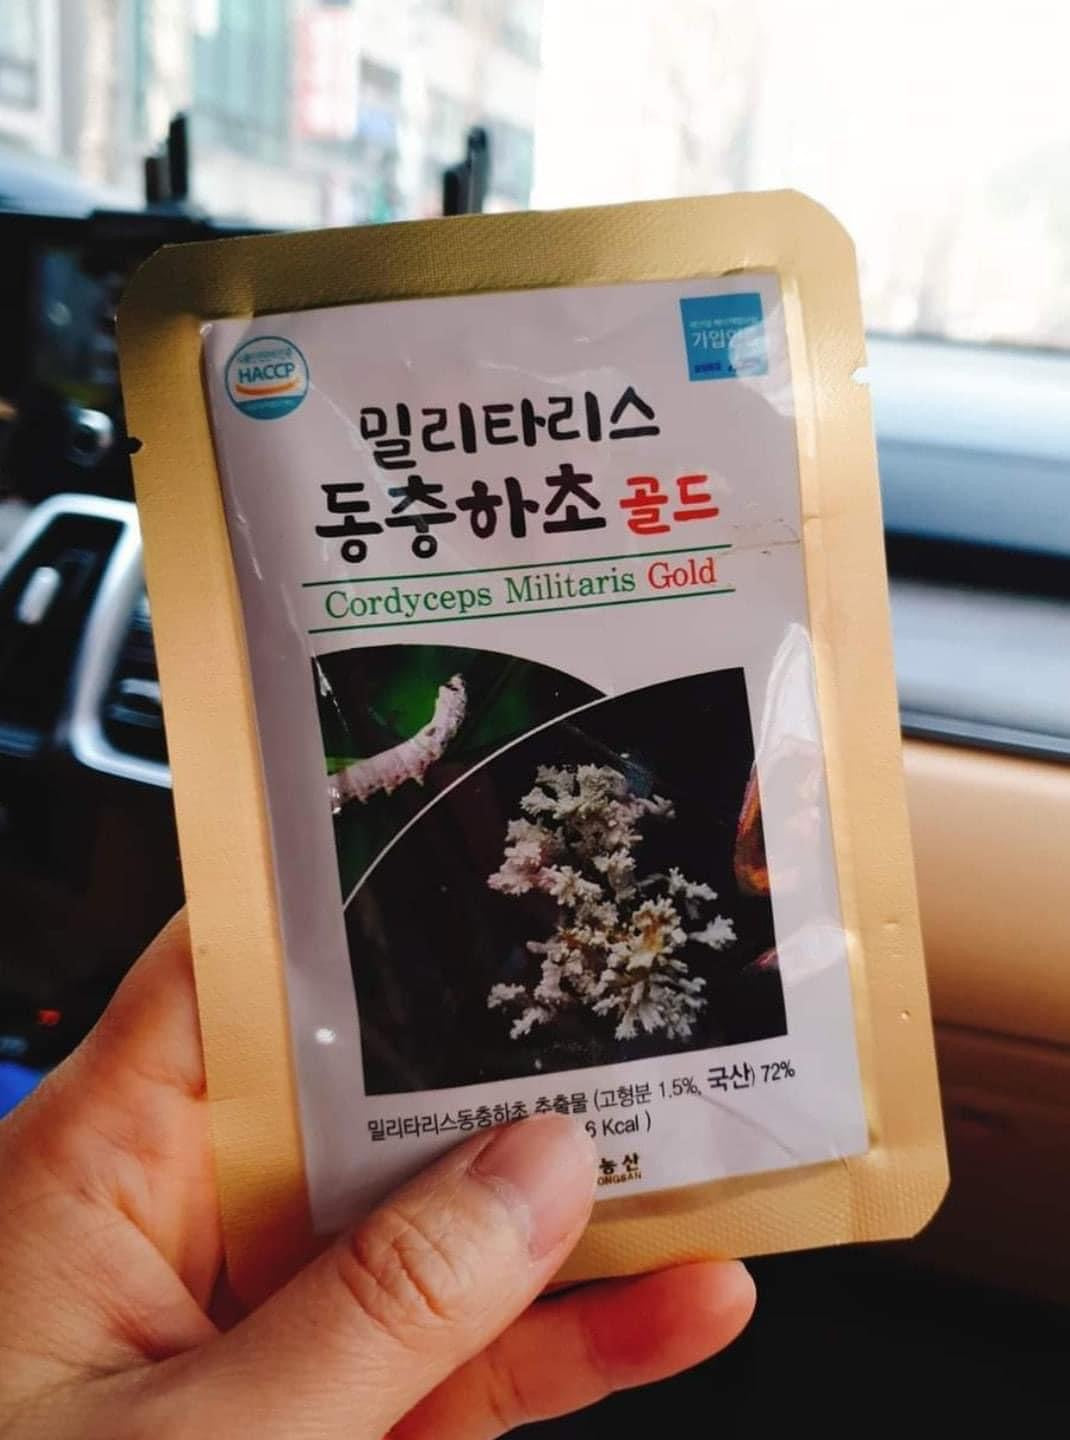 HACCP
밀리타리스
동충하초 골드
Cordyceps Militaris Gold
밀리타리스동충하초 추출물 (고형분 1.5%, 국산) 72%
6 Kcal )
농산
ONGSAN